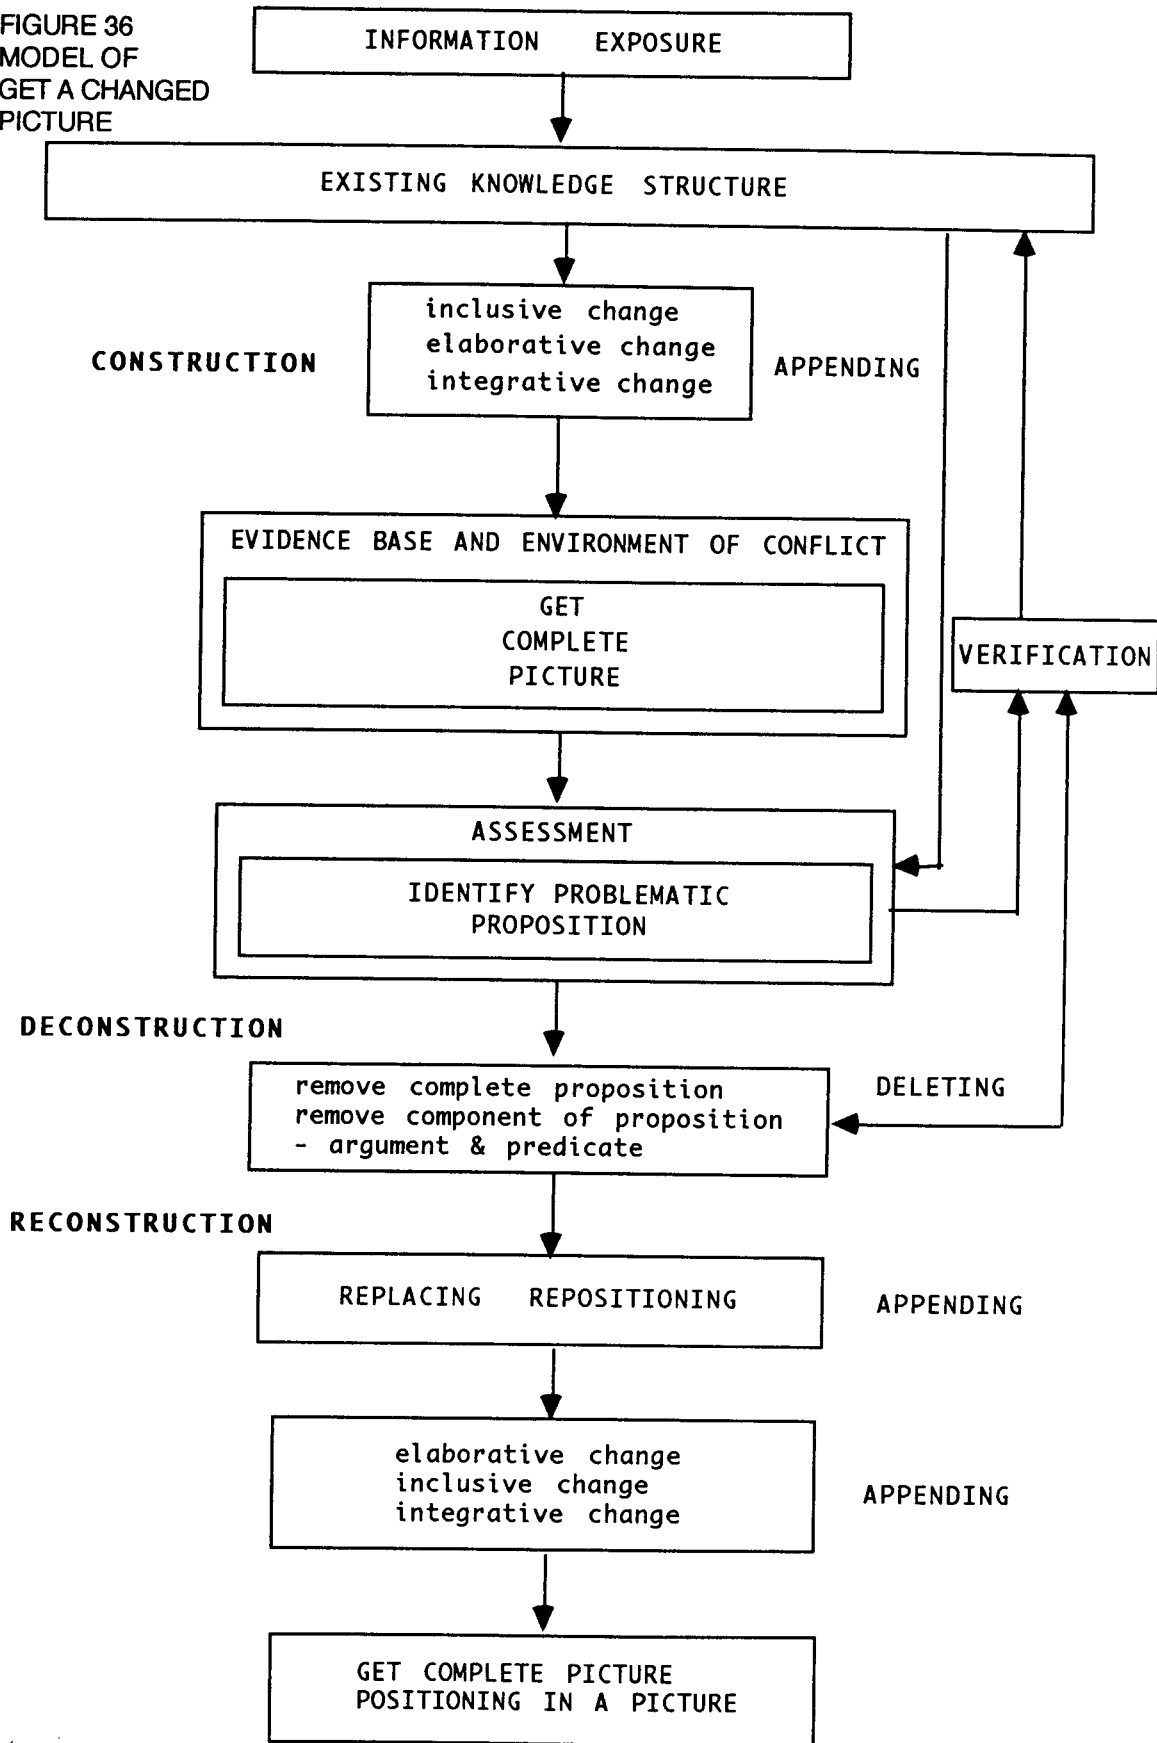 FIGURE 36
MODEL OF
GET A CHANGED
PICTURE
INFORMATION EXPOSURE
EXISTING KNOWLEDGE STRUCTURE
inclusive change
elaborative change
integrative change
CONSTRUCTION
APPENDING
EVIDENCE BASE AND ENVIRONMENT OF CONFLICT
GET
COMPLETE
PICTURE
VERIFICATION
ASSESSMENT
IDENTIFY PROBLEMATIC
PROPOSITION
DECONSTRUCTION
remove complete proposition
remove component of proposition
- argument & predicate
DELETING
RECONSTRUCTION
REPLACING REPOSITIONING
APPENDING
elaborative change
inclusive change
integrative change
APPENDING
GET COMPLETE PICTURE
POSITIONING IN A PICTURE